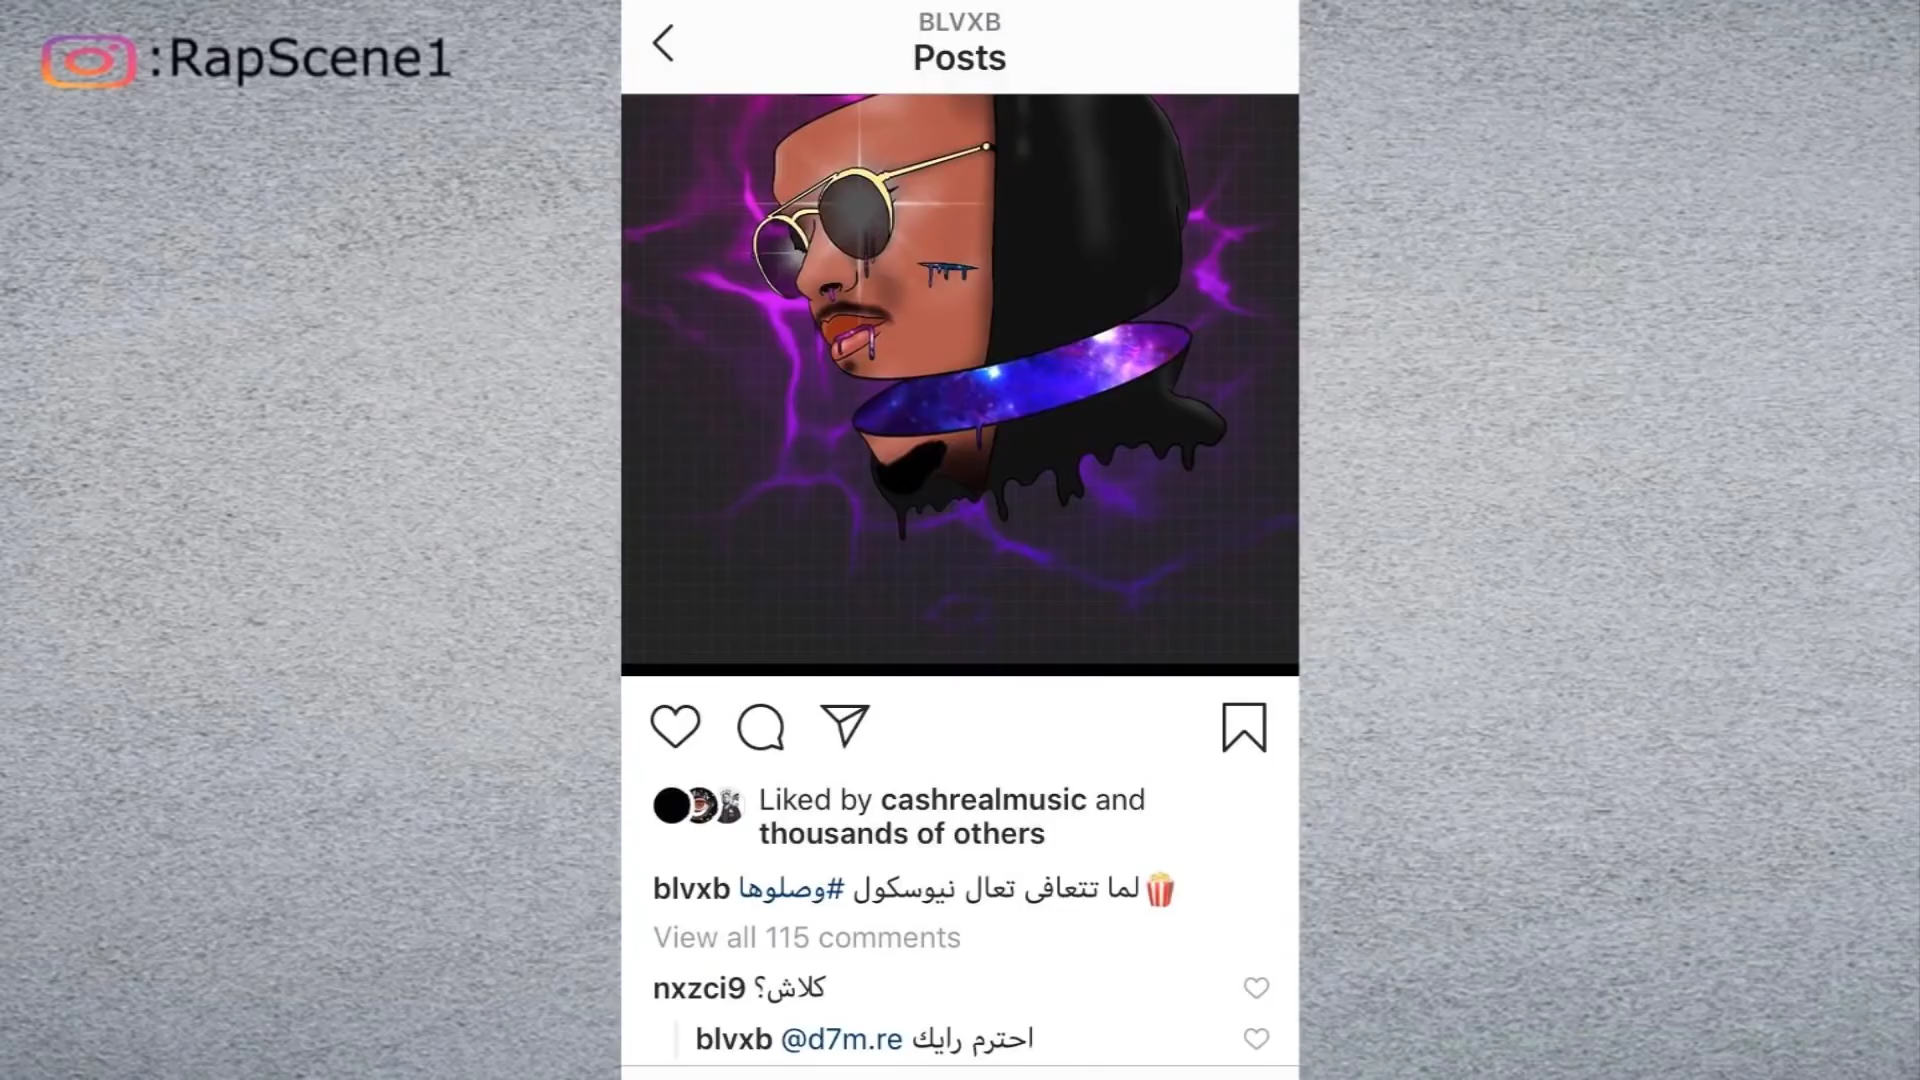 :RapScene1
BLVXB
Posts
Liked by cashrealmusic and
thousands of others
blvxb لما تتعافى تعال نيوسكول #وصلوها
View all 115 comments
nxzci9 كلاش؟
blvxb @d7m.re احترم رايك